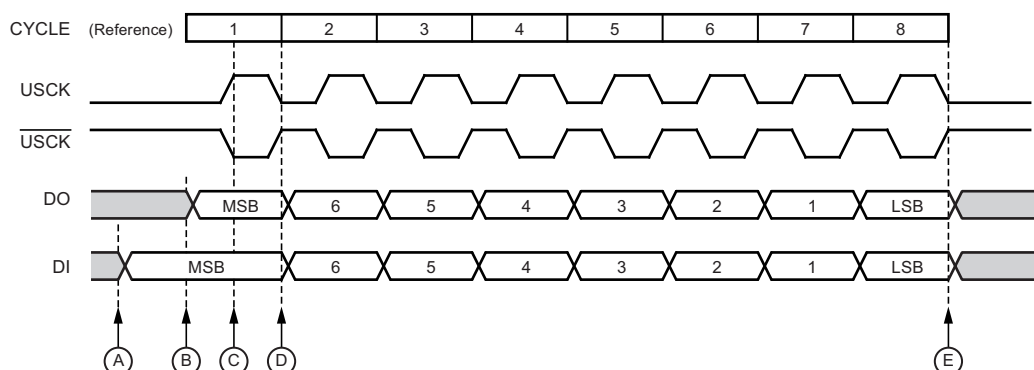 CYCLE (Reference) 1 2 3 4 5 6 7 8
USCK
USCK
DO MSB 6 5 4 3 2 1 LSB
DI MSB 6 5 4 3 2 1 LSB
A B C D E